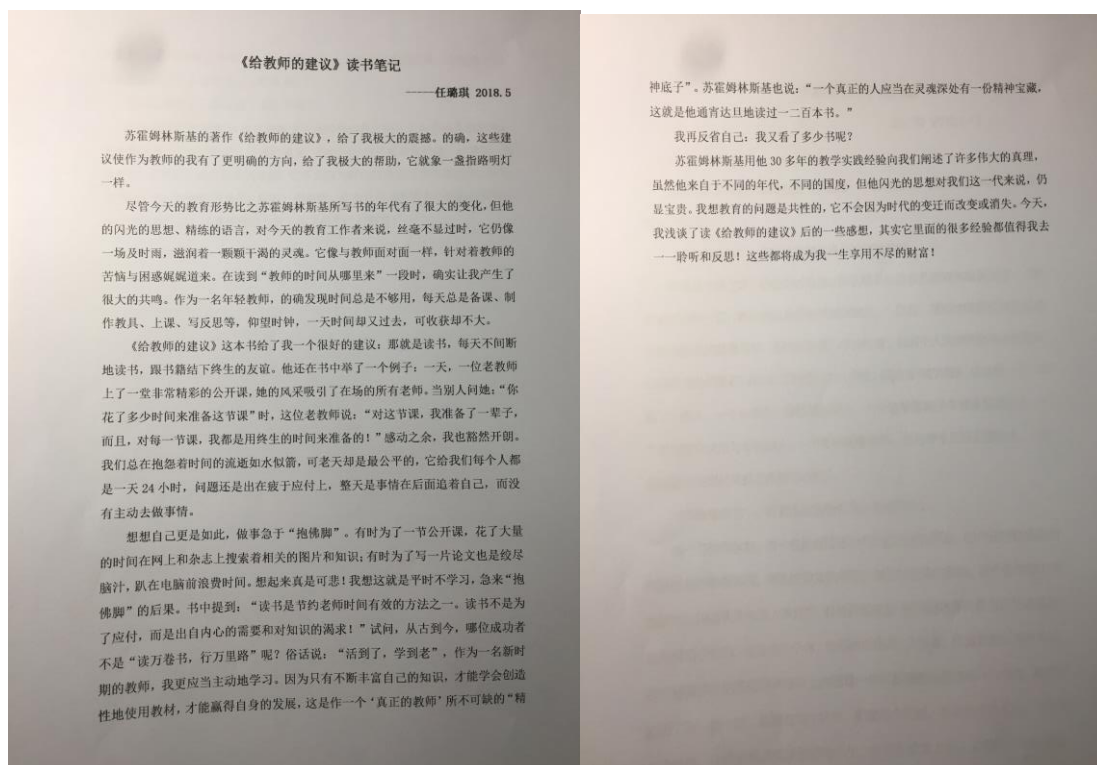 《给教师的建议》读书笔记
-----任璐琪 2018.5
苏霍姆林斯基的著作《给教师的建议》，给了我极大的震撼。的确，这些建
议使作为教师的我有了更明确的方向，给了我极大的帮助，它就象一盏指路明灯
一样。
尽管今天的教育形势比之苏霍姆林斯基所写书的年代有了很大的变化，但他
的闪光的思想、精练的语言，对今天的教育工作者来说，丝毫不显过时，它仍像
一场及时雨，滋润着一颗颗干渴的灵魂。它像与教师面对面一样，针对着教师的
苦恼与困惑娓娓道来。在读到“教师的时间从哪里来”一段时，确实让我产生了
很大的共鸣。作为一名年轻教师，的确发现时间总是不够用，每天总是备课、制
作教具、上课、写反思等，仰望时钟，一天时间却又过去，可收获却不大。
《给教师的建议》这本书给了我一个很好的建议：那就是读书，每天不间断
地读书，跟书籍结下终生的友谊。他还在书中举了一个例子：一天，一位老教师
上了一堂非常精彩的公开课，她的风采吸引了在场的所有老师。当别人问她：“你
花了多少时间来准备这节课”时，这位老教师说：“对这节课，我准备了一辈子，
而且，对每一节课，我都是用终生的时间来准备的！”感动之余，我也豁然开朗。
我们总在抱怨着时间的流逝如水似箭，可老天却是最公平的，它给我们每个人都
是一天 24 小时，问题还是出在疲于应付上，整天是事情在后面追着自己，而没
有主动去做事情。
想想自己更是如此，做事急于“抱佛脚”。有时为了一节公开课，花了大量
的时间在网上和杂志上搜索着相关的图片和知识；有时为了写一片论文也是绞尽
脑汁，趴在电脑前浪费时间。想起来真是可悲！我想这就是平时不学习，急来“抱
佛脚”的后果。书中提到：“读书是节约老师时间有效的方法之一。读书不是为
了应付，而是出自内心的需要和对知识的渴求！”试问，从古到今，哪位成功者
不是“读万卷书，行万里路”呢？俗话说：“活到了，学到老”，作为一名新时
期的教师，我更应当主动地学习。因为只有不断丰富自己的知识，才能学会创造
性地使用教材，才能赢得自身的发展，这是作一个‘真正的教师’所不可缺的“精
神底子”。苏霍姆林斯基也说：“一个真正的人应当在灵魂深处有一份精神宝藏，
这就是他通宵达旦地读过一二百本书。”
我再反省自己：我又看了多少书呢？
苏霍姆林斯基用他 30 多年的教学实践经验向我们阐述了许多伟大的真理，
虽然他来自于不同的年代，不同的国度，但他闪光的思想对我们这一代来说，仍
显宝贵。我想教育的问题是共性的，它不会因为时代的变迁而改变或消失。今天，
我浅谈了读《给教师的建议》后的一些感想，其实它里面的很多经验都值得我去
一一聆听和反思！这些都将成为我一生享用不尽的财富！